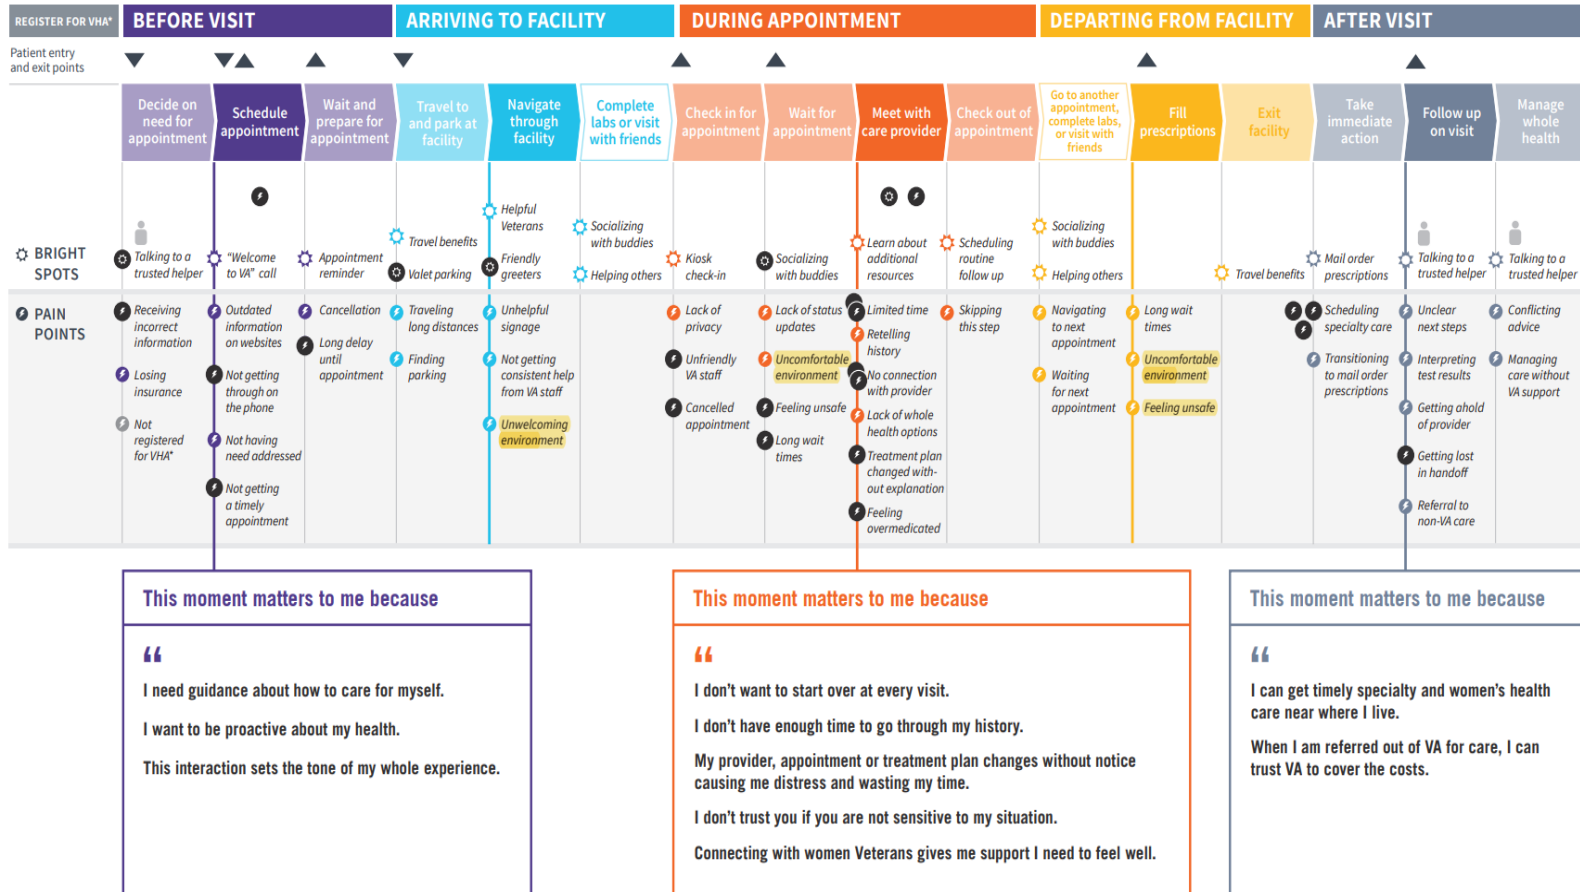 REGISTER FOR VHA*
BEFORE VISIT
ARRIVING TO FACILITY
DURING APPOINTMENT
DEPARTING FROM FACILITY
AFTER VISIT
Patient entry
and exit points
Decide on
need for
appointment
Schedule
appointment
Wait and
prepare for
appointment
Travel to
and park at
facility
Navigate
through
facility
Complete
labs or visit
with friends
Check in for
appointment
Wait for
appointment
Meet with
care provider
Check out of
appointment
Go to another
appointment,
complete labs,
or visit with
friends
Fill
prescriptions
Exit
facility
Take
immediate
action
Follow up
on visit
Manage
whole
health
BRIGHT
SPOTS
Talking to a
trusted helper
"Welcome
to VA" call
Appointment
reminder
Travel benefits
Valet parking
Helpful
Veterans
Friendly
greeters
Socializing
with buddies
Helping others
Kiosk
check-in
Socializing
with buddies
Learn about
additional
resources
Scheduling
routine
follow up
Socializing
with buddies
Helping others
Travel benefits
Mail order
prescriptions
Talking to a
trusted helper
Talking to a
trusted helper
PAIN
POINTS
Receiving
incorrect
information
Losing
insurance
Not
registered
for VHA*
Outdated
information
on websites
Not getting
through on
the phone
Not having
need addressed
Not getting
a timely
appointment
Cancellation
Long delay
until
appointment
Traveling
long distances
Finding
parking
Unhelpful
signage
Not getting
consistent help
from VA staff
Unwelcoming
environment
Lack of
privacy
Unfriendly
VA staff
Cancelled
appointment
Lack of status
updates
Uncomfortable
environment
Feeling unsafe
Long wait
times
Limited time
Retelling
history
No connection
with provider
Lack of whole
health options
Treatment plan
changed with-
out explanation
Feeling
overmedicated
Skipping
this step
Navigating
to next
appointment
Waiting
for next
appointment
Long wait
times
Uncomfortable
environment
Feeling unsafe
Scheduling
specialty care
Transitioning
to mail order
prescriptions
Unclear
next steps
Interpreting
test results
Getting ahold
of provider
Getting lost
in handoff
Referral to
non-VA care
Conflicting
advice
Managing
care without
VA support
This moment matters to me because
“
I need guidance about how to care for myself.
I want to be proactive about my health.
This interaction sets the tone of my whole experience.
This moment matters to me because
“
I don't want to start over at every visit.
I don't have enough time to go through my history.
My provider, appointment or treatment plan changes without notice
causing me distress and wasting my time.
I don't trust you if you are not sensitive to my situation.
Connecting with women Veterans gives me support I need to feel well.
This moment matters to me because
“
I can get timely specialty and women's health
care near where I live.
When I am referred out of VA for care, I can
trust VA to cover the costs.